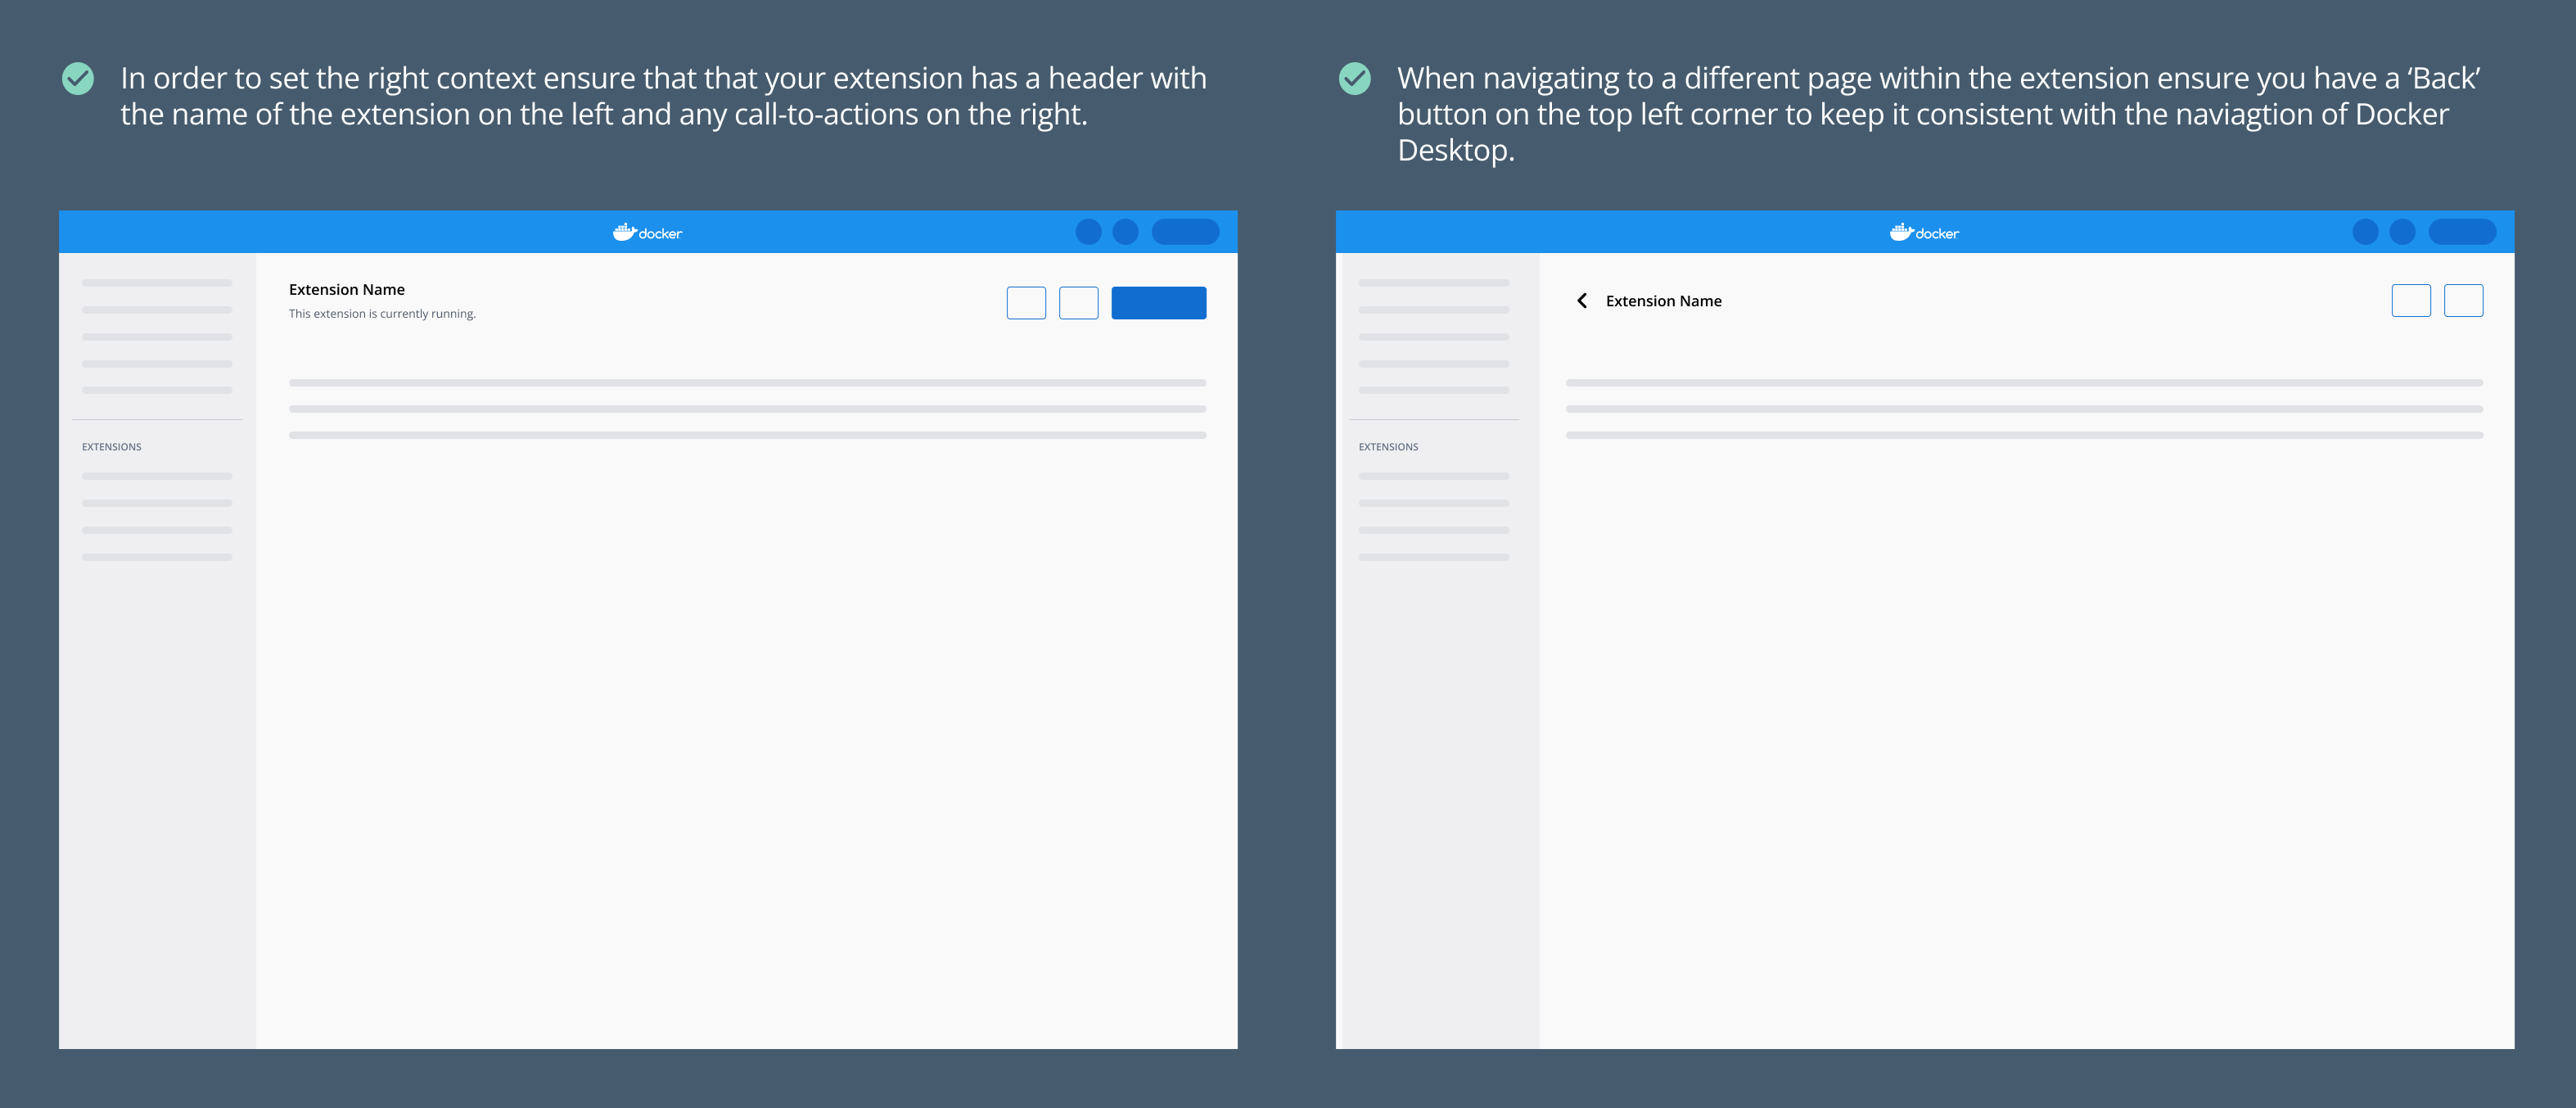 In order to set the right context ensure that that your extension has a header with
the name of the extension on the left and any call-to-actions on the right.
docker
Extension Name
This extension is currently running.
EXTENSIONS
When navigating to a different page within the extension ensure you have a ‘Back’
button on the top left corner to keep it consistent with the naviagtion of Docker
Desktop.
docker
Extension Name
EXTENSIONS